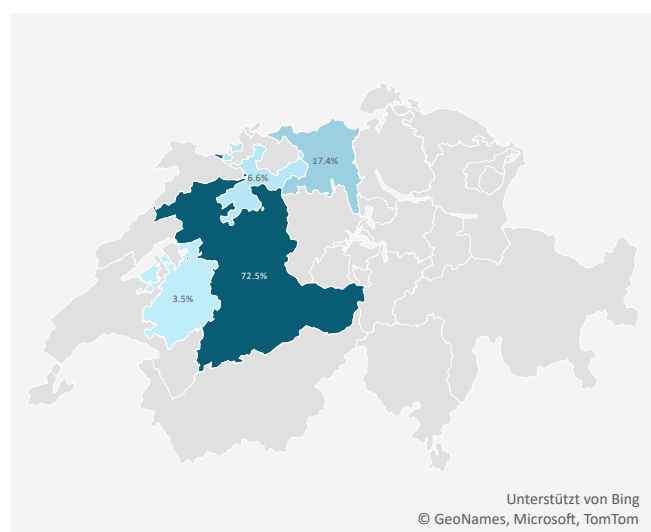 17.4%
6.6%
72.5%
3.5%
Unterstützt von Bing
© GeoNames, Microsoft, TomTom